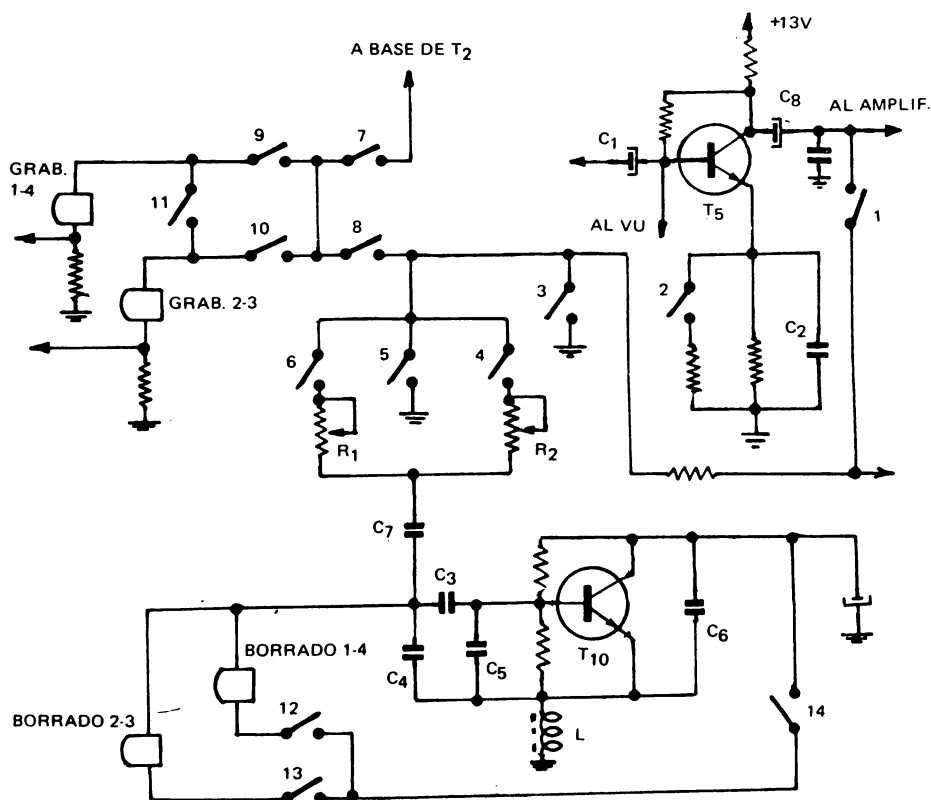 +13V
A BASE DE T2
C8
AL AMPLIF.
C1
9
7
GRAB.
1-4
11
T5
1
10
8
AL VU
GRAB. 2-3
3
2
C2
6
5
4
R1
R2
C7
C3
T10
C6
BORRADO 1-4
C4
C5
BORRADO 2-3
12
L
14
13